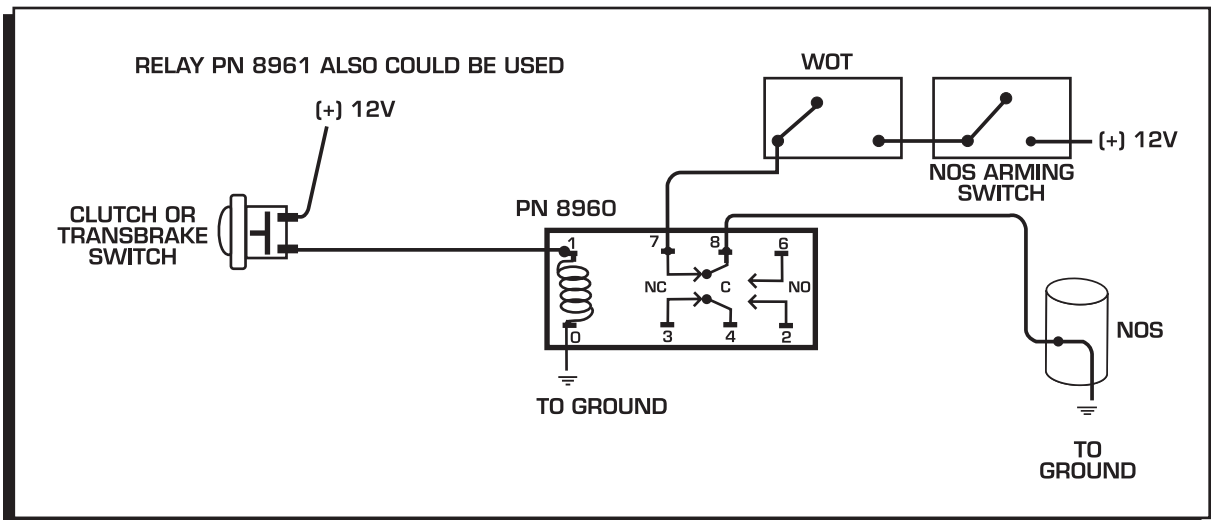 RELAY PN 8961 ALSO COULD BE USED
(+) 12V
WOT
(+) 12V
NOS ARMING
SWITCH
CLUTCH OR
TRANSBRAKE
SWITCH
PN 8960
1
7
8
6
NC
C
NO
0
3
4
2
NOS
TO GROUND
TO
GROUND